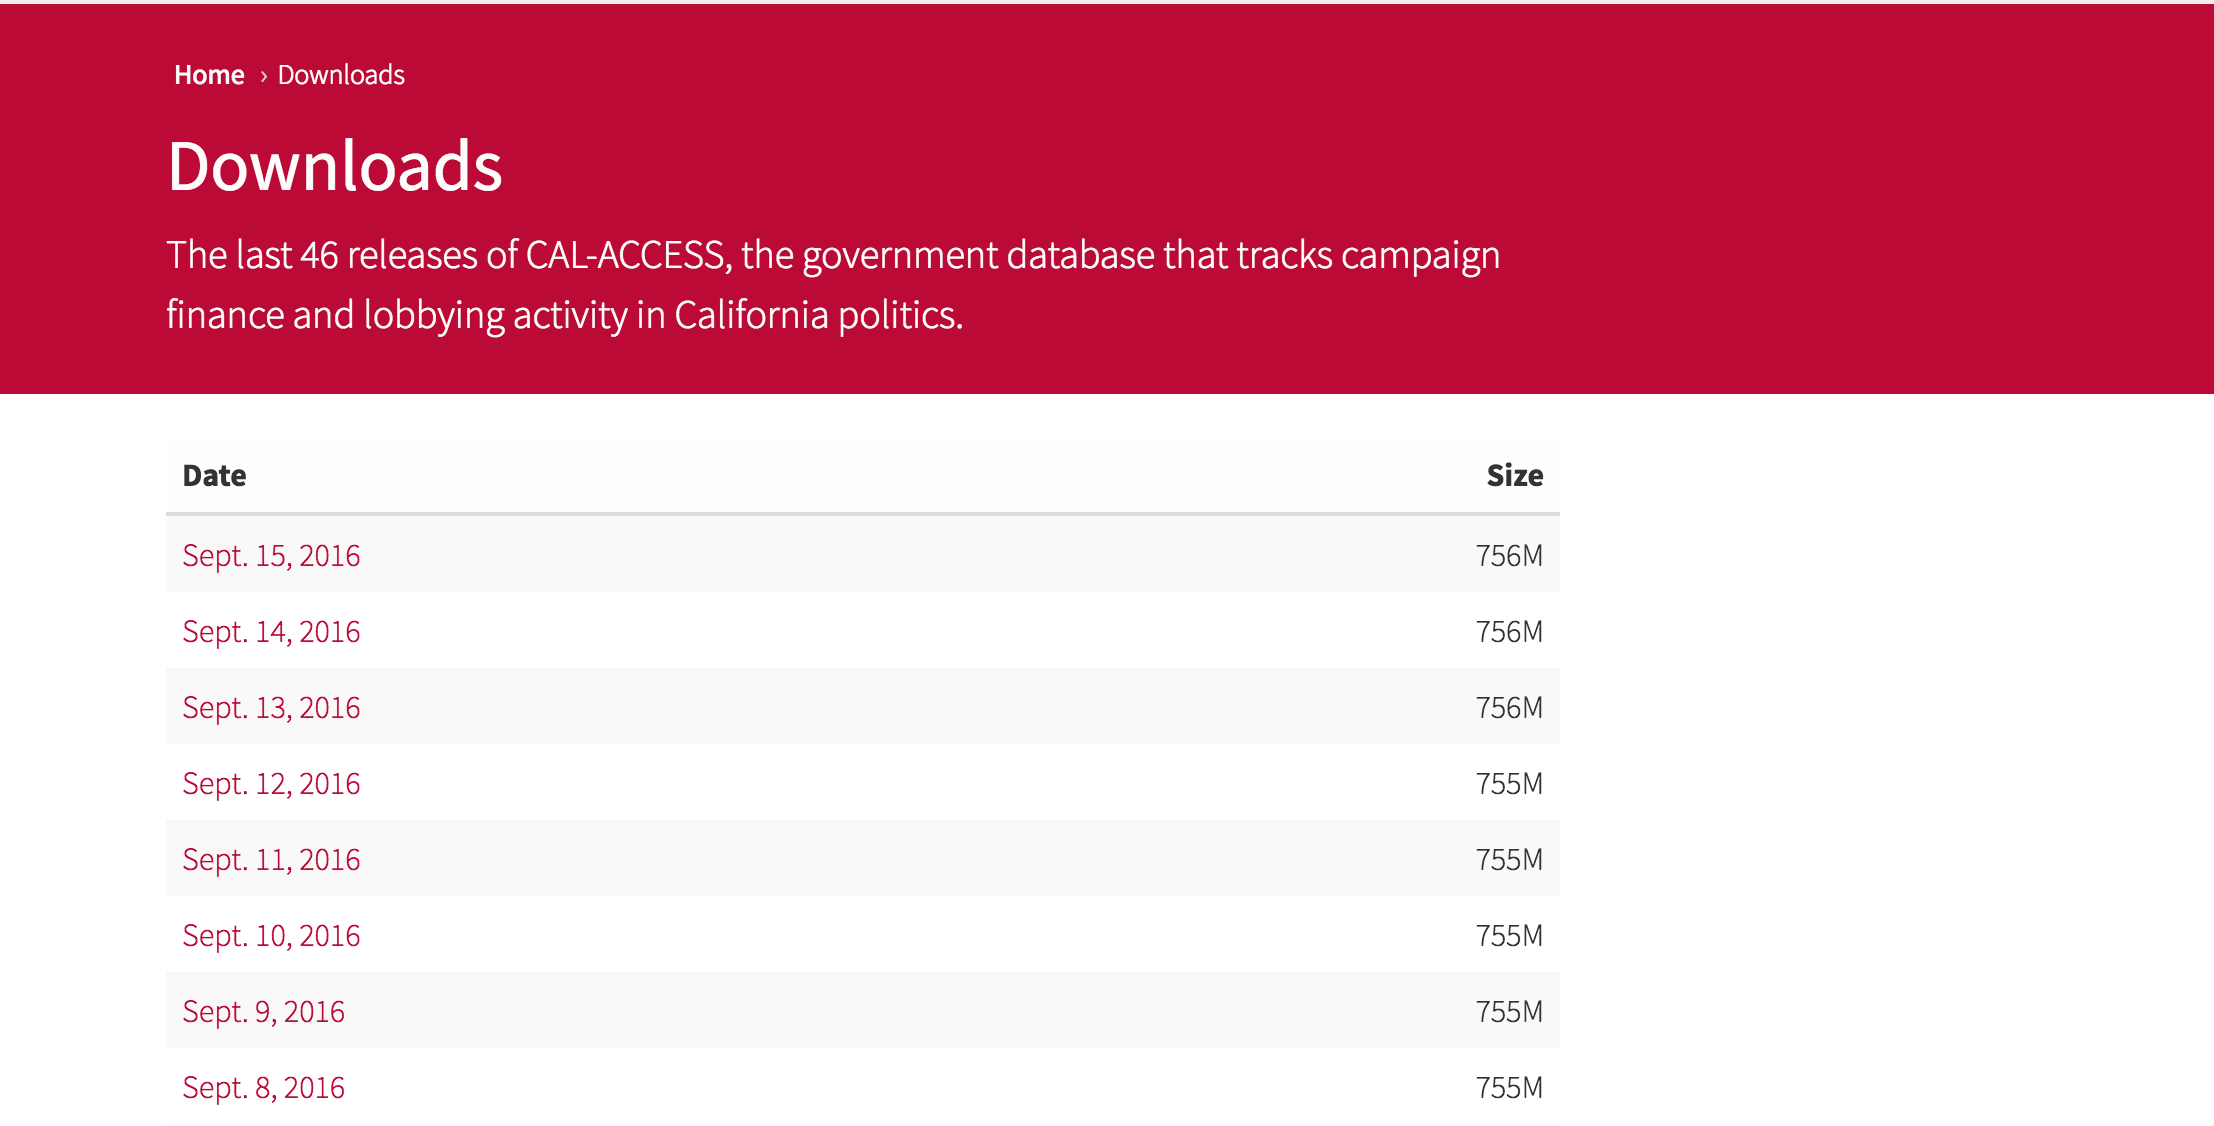 Home › Downloads
Downloads
The last 46 releases of CAL-ACCESS, the government database that tracks campaign
finance and lobbying activity in California politics.
Date Size
Sept. 15, 2016 756M
Sept. 14, 2016 756M
Sept. 13, 2016 756M
Sept. 12, 2016 755M
Sept. 11, 2016 755M
Sept. 10, 2016 755M
Sept. 9, 2016 755M
Sept. 8, 2016 755M